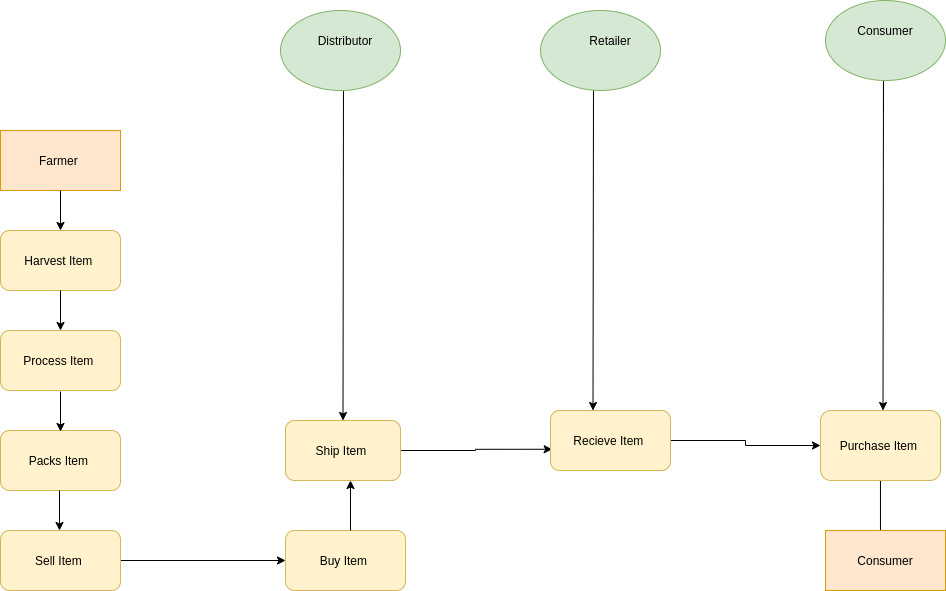 Distributor
Retailer
Consumer
Farmer
Harvest Item
Process Item
Packs Item
Sell Item
Ship Item
Buy Item
Recieve Item
Purchase Item
Consumer